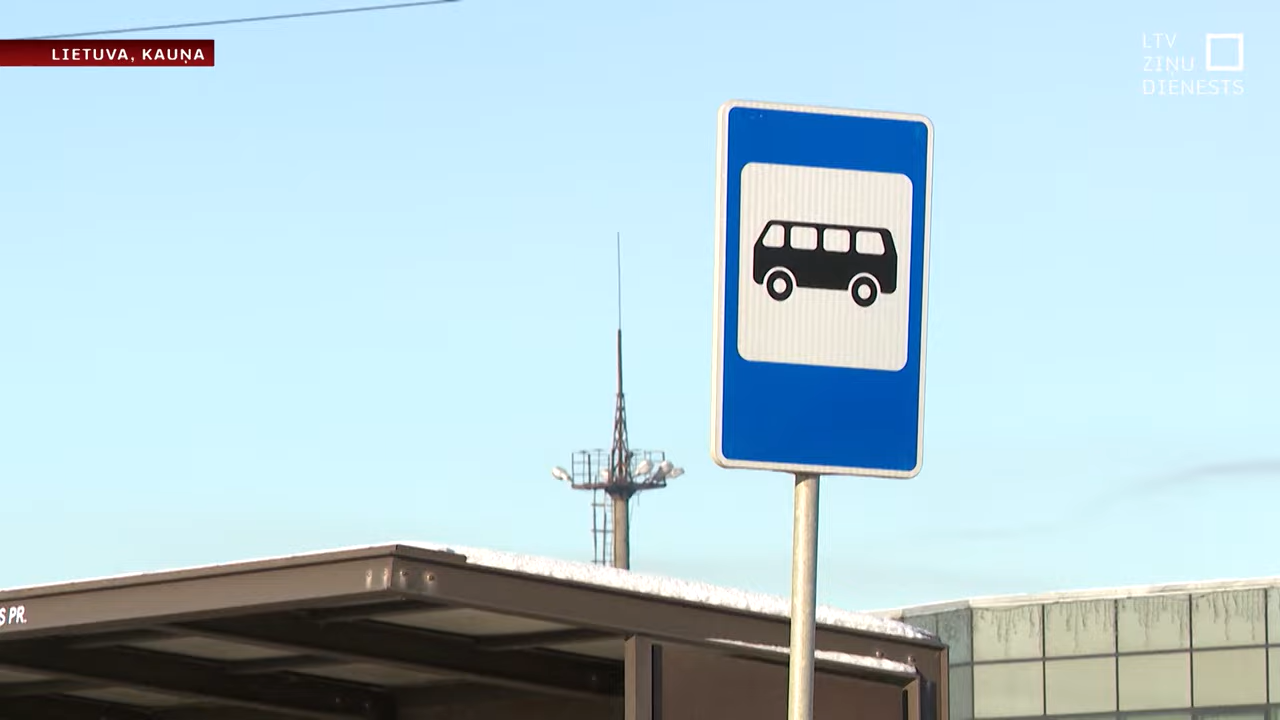 LIETUVA, KAUŅA
LTV
ZIŅU
DIENESTS
S PR.